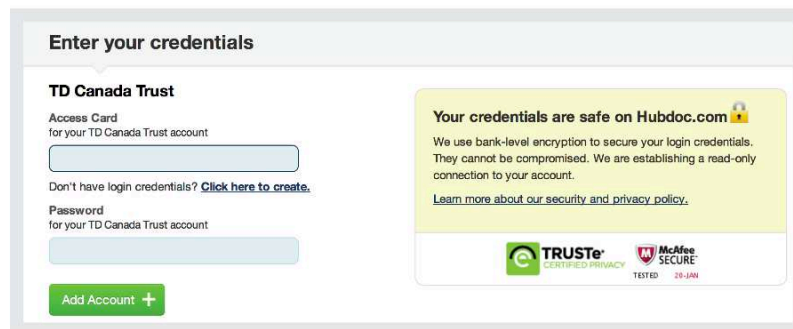 Enter your credentials
TD Canada Trust
Access Card
for your TD Canada Trust account
Don't have login credentials? Click here to create.
Password
for your TD Canada Trust account
Add Account +
Your credentials are safe on Hubdoc.com
We use bank-level encryption to secure your login credentials.
They cannot be compromised. We are establishing a read-only
connection to your account.
Learn more about our security and privacy policy.
TRUSTe
CERTIFIED PRIVACY
McAfee
SECURE
TESTED 20-JAN